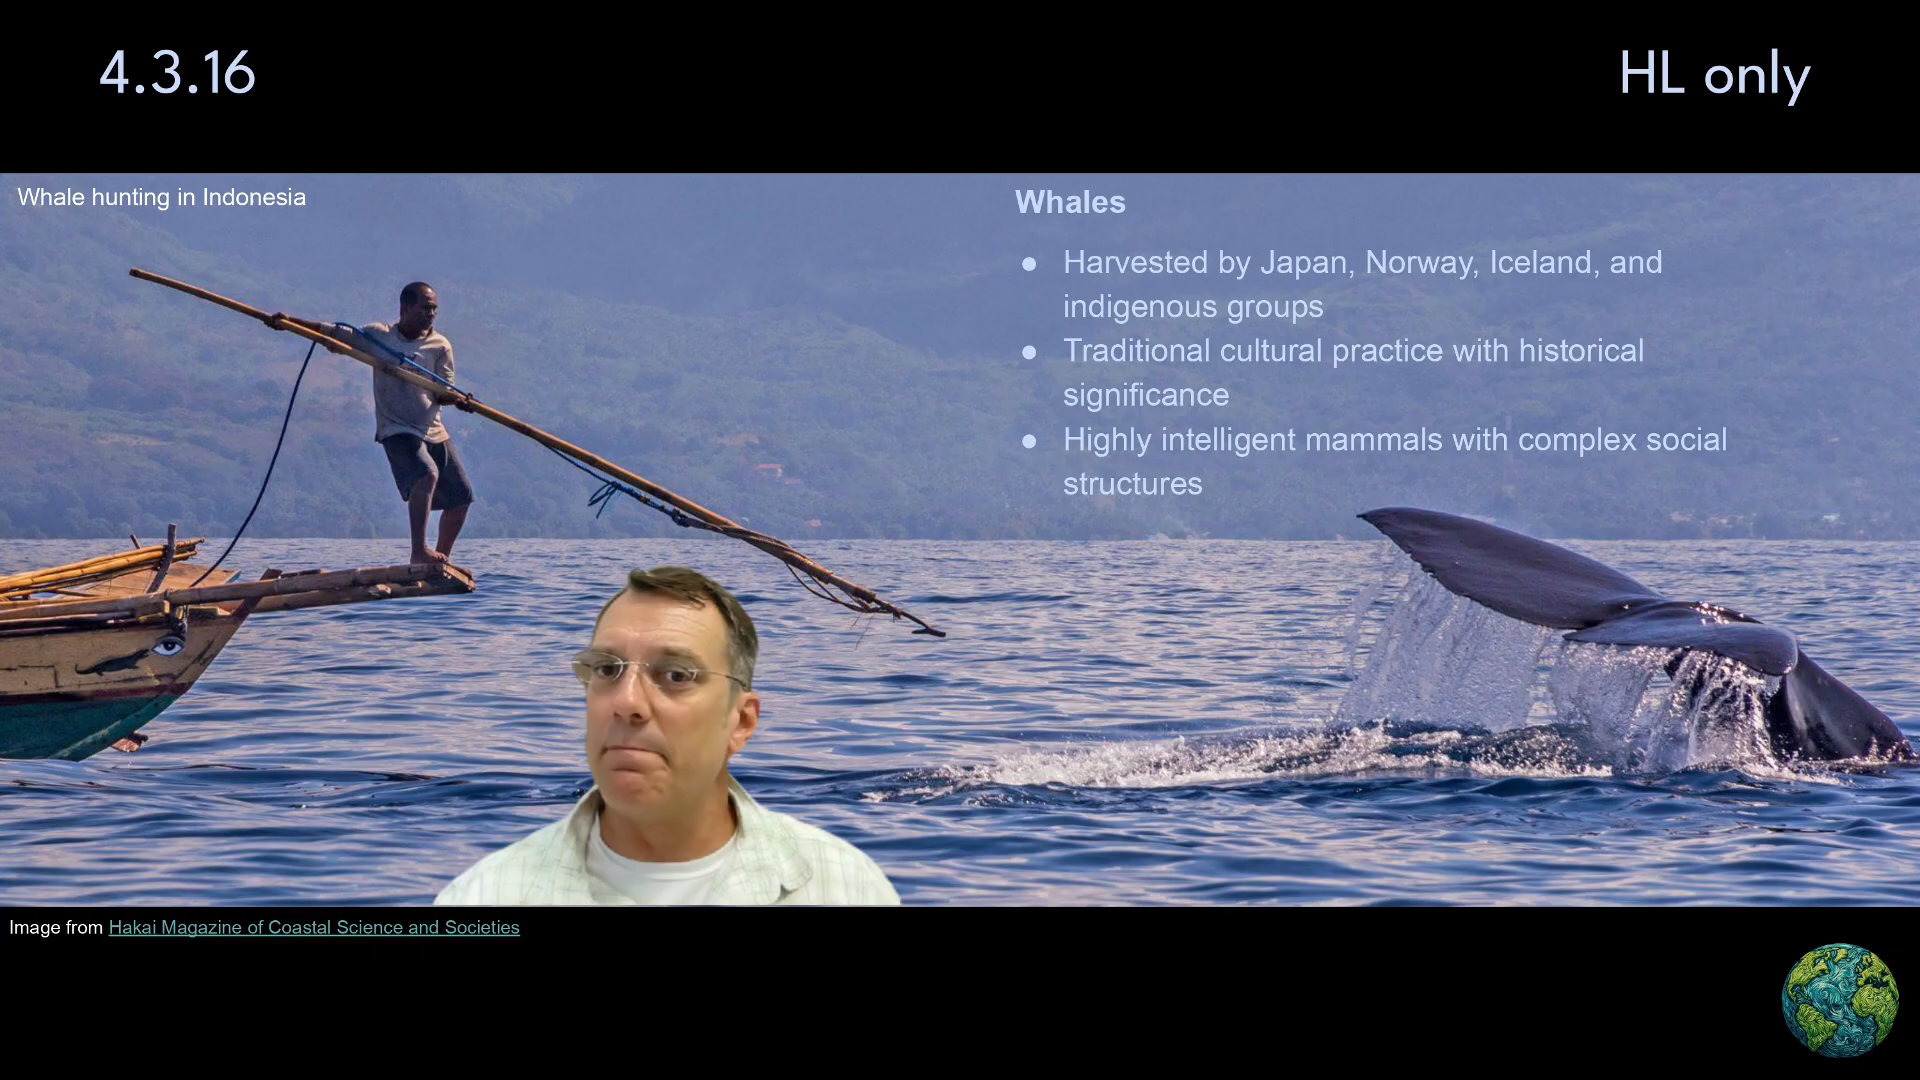 4.3.16
HL only
Whale hunting in Indonesia
Whales
● Harvested by Japan, Norway, Iceland, and
indigenous groups
● Traditional cultural practice with historical
significance
● Highly intelligent mammals with complex social
structures
Image from Hakai Magazine of Coastal Science and Societies